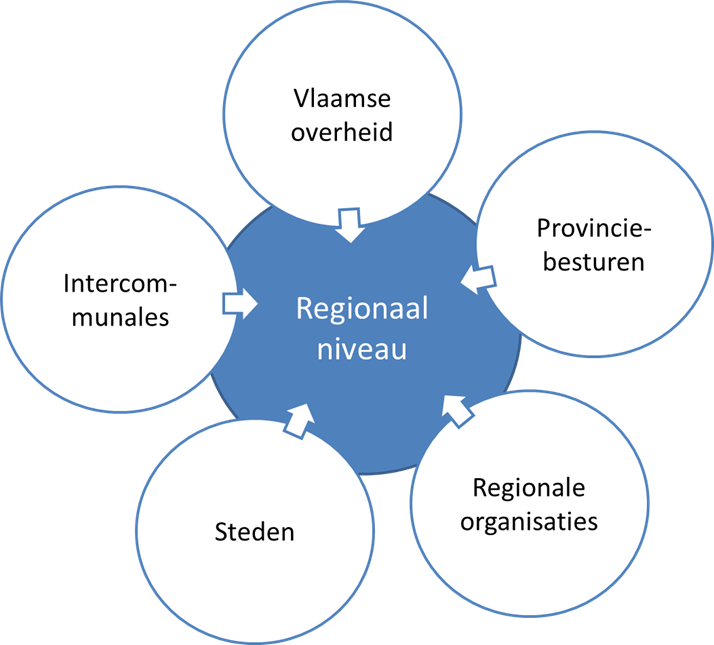 Vlaamse
overheid
Provincie-
besturen
Intercom-
munales
Regionaal
niveau
Regionale
organisaties
Steden